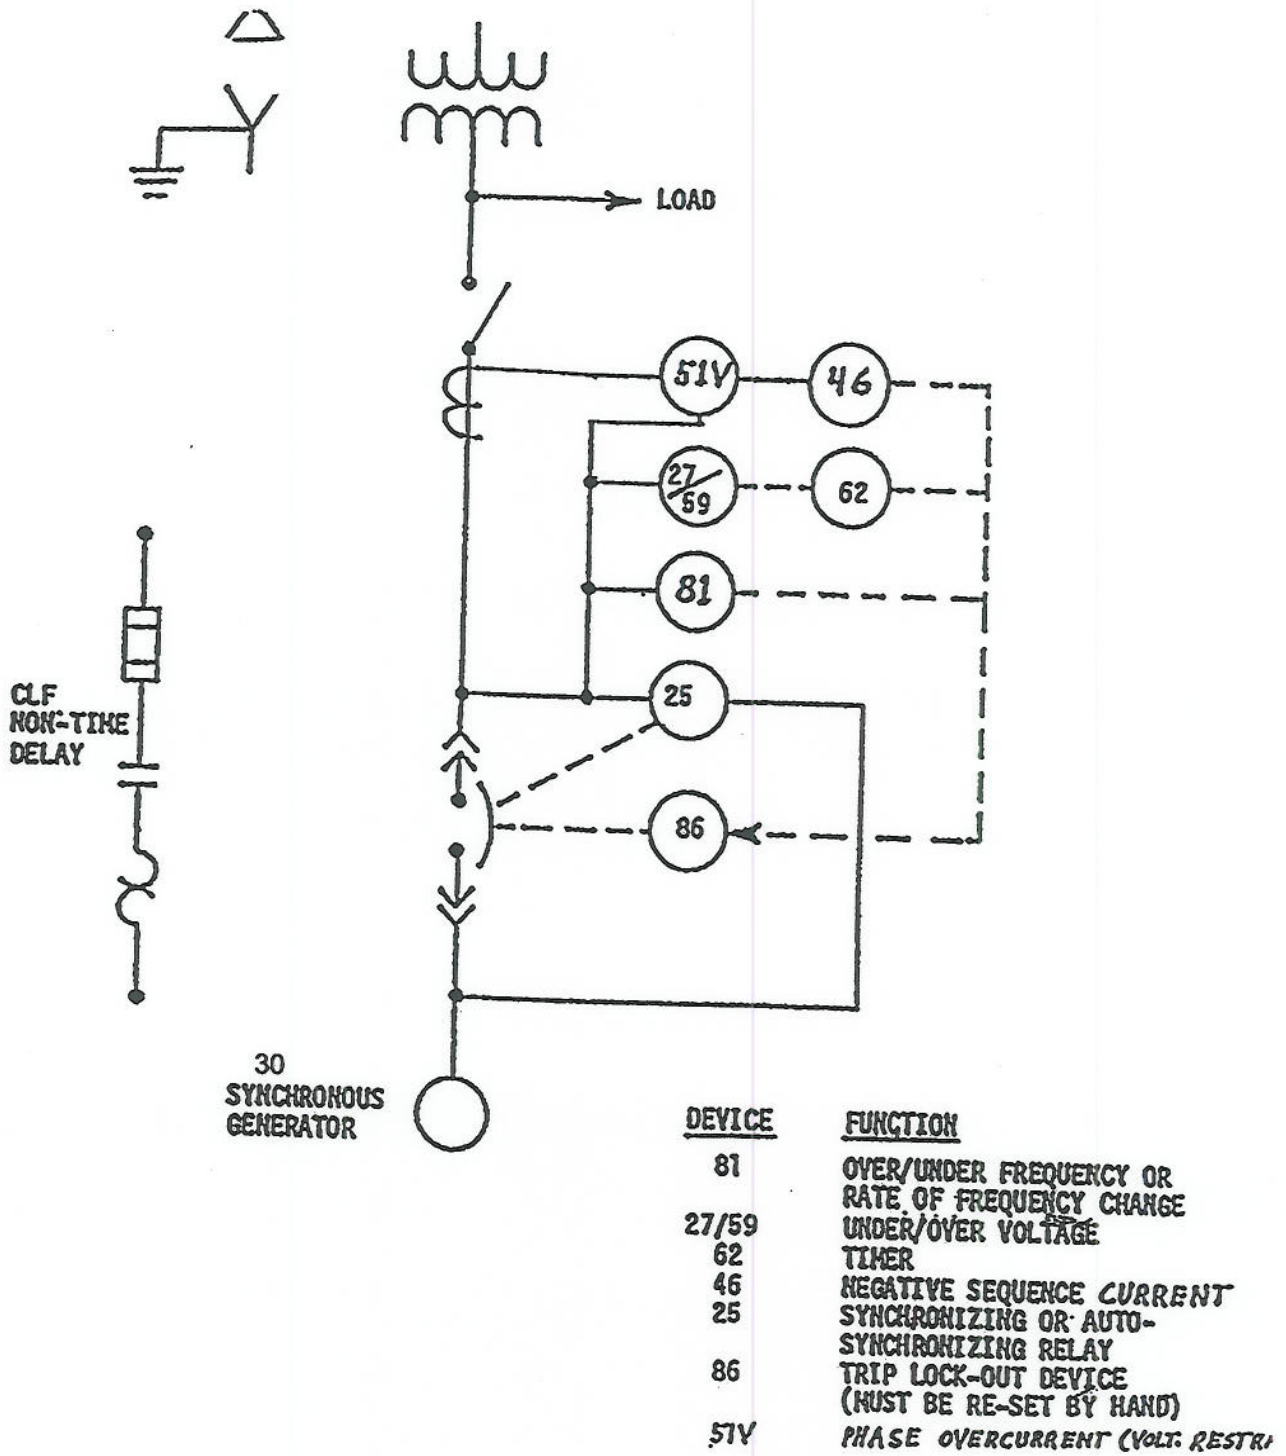 LOAD
51V 46
27/59 62
81
CLF
NON-TIME
DELAY
25
86
30
SYNCHRONOUS
GENERATOR
DEVICE FUNCTION
81 OVER/UNDER FREQUENCY OR
RATE OF FREQUENCY CHANGE
27/59 UNDER/OVER VOLTAGE
62 TIMER
46 NEGATIVE SEQUENCE CURRENT
25 SYNCHRONIZING OR AUTO-
SYNCHRONIZING RELAY
86 TRIP LOCK-OUT DEVICE
(MUST BE RE-SET BY HAND)
51V PHASE OVERCURRENT (VOLT. RESTRA